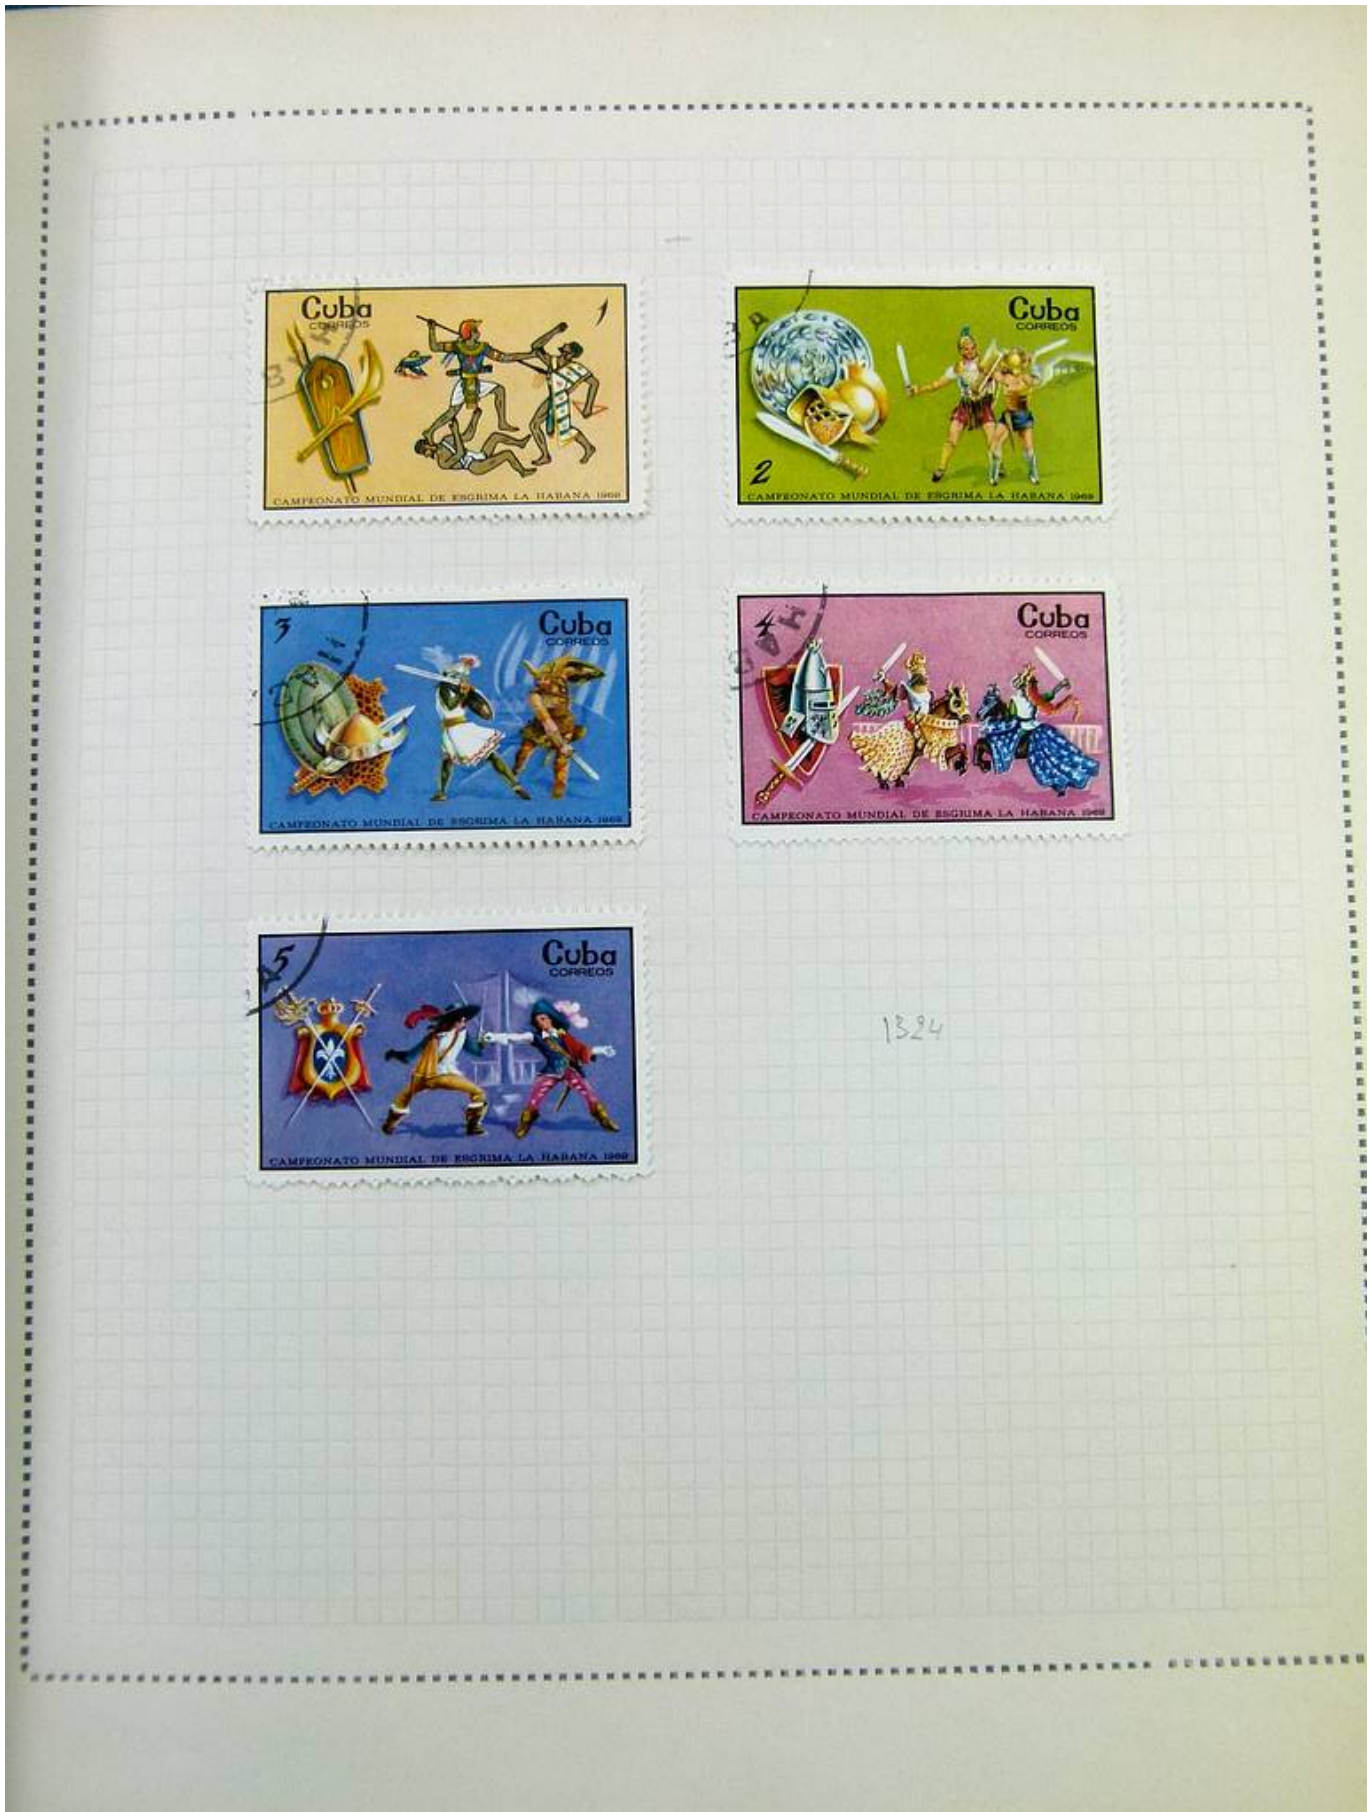 Cuba
CORREOS
1
CAMPEONATO MUNDIAL DE ESGRIMA LA HABANA 1969
Cuba
CORREOS
2
CAMPEONATO MUNDIAL DE ESGRIMA LA HABANA 1969
3
Cuba
CORREOS
CAMPEONATO MUNDIAL DE ESGRIMA LA HABANA 1969
4
Cuba
CORREOS
CAMPEONATO MUNDIAL DE ESGRIMA LA HABANA 1969
5
Cuba
CORREOS
CAMPEONATO MUNDIAL DE ESGRIMA LA HABANA 1969
1324